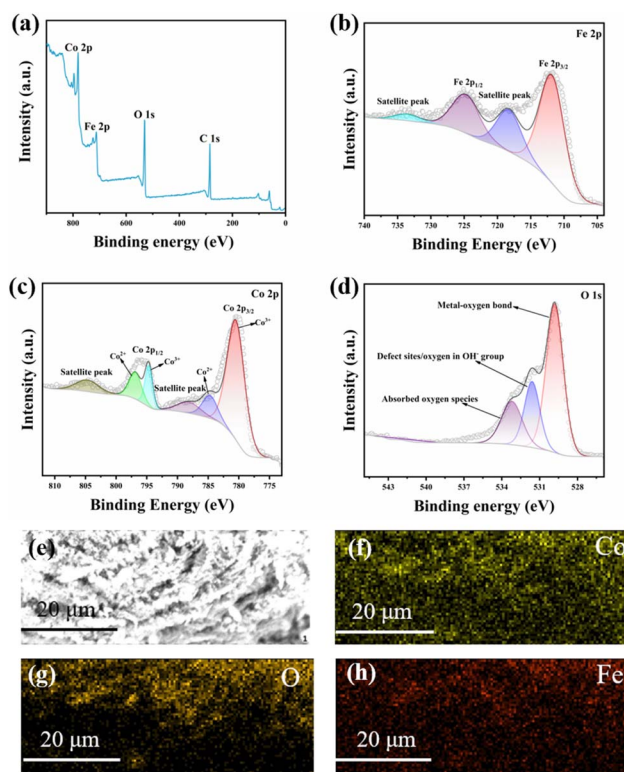 (a)
Co 2p
Fe 2p
O 1s
C 1s
Intensity (a.u.)
800 600 400 200 0
Binding energy (eV)
(b)
Fe 2p
Fe 2p3/2
Fe 2p1/2
Satellite peak
Satellite peak
Intensity (a.u.)
740 735 730 725 720 715 710 705
Binding Energy (eV)
(c)
Co 2p
Co 2p3/2
Co3+
Co 2p1/2
Co2+
Co3+
Satellite peak
Satellite peak
Co2+
Intensity (a.u.)
810 805 800 795 790 785 780 775
Binding Energy (eV)
(d)
O 1s
Metal-oxygen bond
Defect sites/oxygen in OH- group
Absorbed oxygen species
Intensity (a.u.)
543 540 537 534 531 528
Binding energy (eV)
(e)
20 μm
1
(f)
Co
20 μm
(g)
O
20 μm
(h)
Fe
20 μm